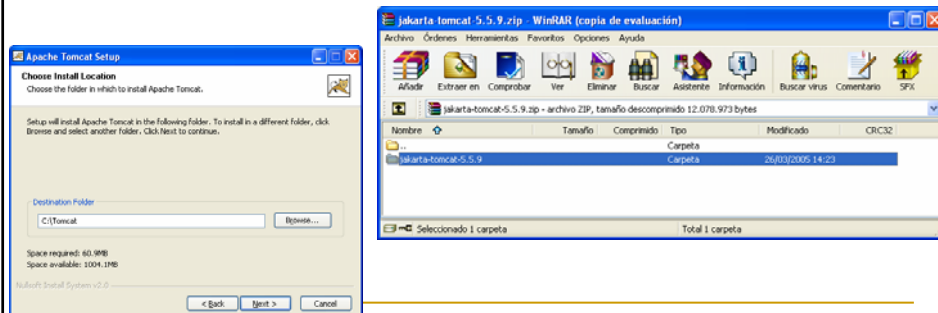 Apache Tomcat Setup
Choose Install Location
Choose the folder in which to install Apache Tomcat.
Setup will install Apache Tomcat in the following folder. To install in a different folder, click
Browse and select another folder. Click Next to continue.
Destination Folder
C:\Tomcat
Browse...
Space required: 60.9MB
Space available: 1004.1MB
Nullsoft Install System v2.0
< Back Next > Cancel
jakarta-tomcat-5.5.9.zip - WinRAR (copia de evaluación)
Archivo Órdenes Herramientas Favoritos Opciones Ayuda
Añadir Extraer en Comprobar Ver Eliminar Buscar Asistente Información Buscar virus Comentario SFX
jakarta-tomcat-5.5.9.zip - archivo ZIP, tamaño descomprimido 12.078.973 bytes
Nombre Tamaño Comprimido Tipo Modificado CRC32
.. Carpeta
jakarta-tomcat-5.5.9 Carpeta 26/03/2005 14:23
Seleccionado 1 carpeta Total 1 carpeta